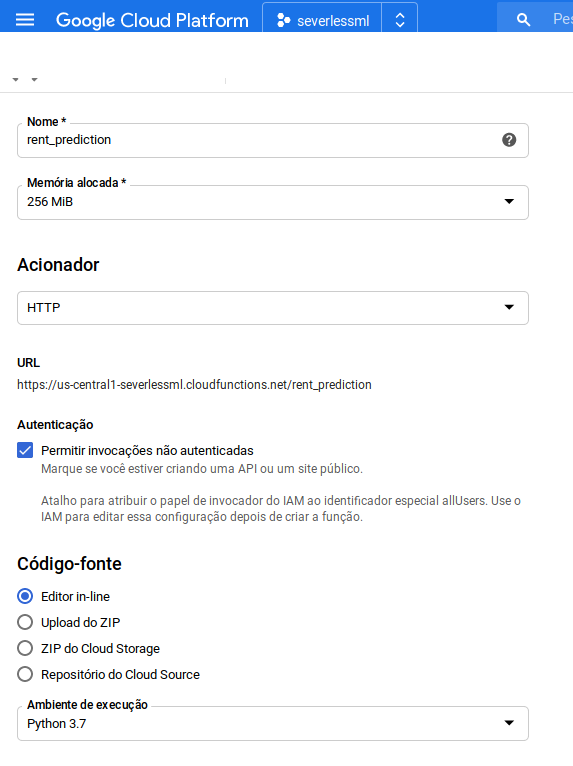 Google Cloud Platform
severlessml
Pes
Nome *
rent_prediction
Memória alocada *
256 MiB
Acionador
HTTP
URL
https://us-central1-severlessml.cloudfunctions.net/rent_prediction
Autenticação
Permitir invocações não autenticadas
Marque se você estiver criando uma API ou um site público.
Atalho para atribuir o papel de invocador do IAM ao identificador especial allUsers. Use o
IAM para editar essa configuração depois de criar a função.
Código-fonte
Editor in-line
Upload do ZIP
ZIP do Cloud Storage
Repositório do Cloud Source
Ambiente de execução
Python 3.7